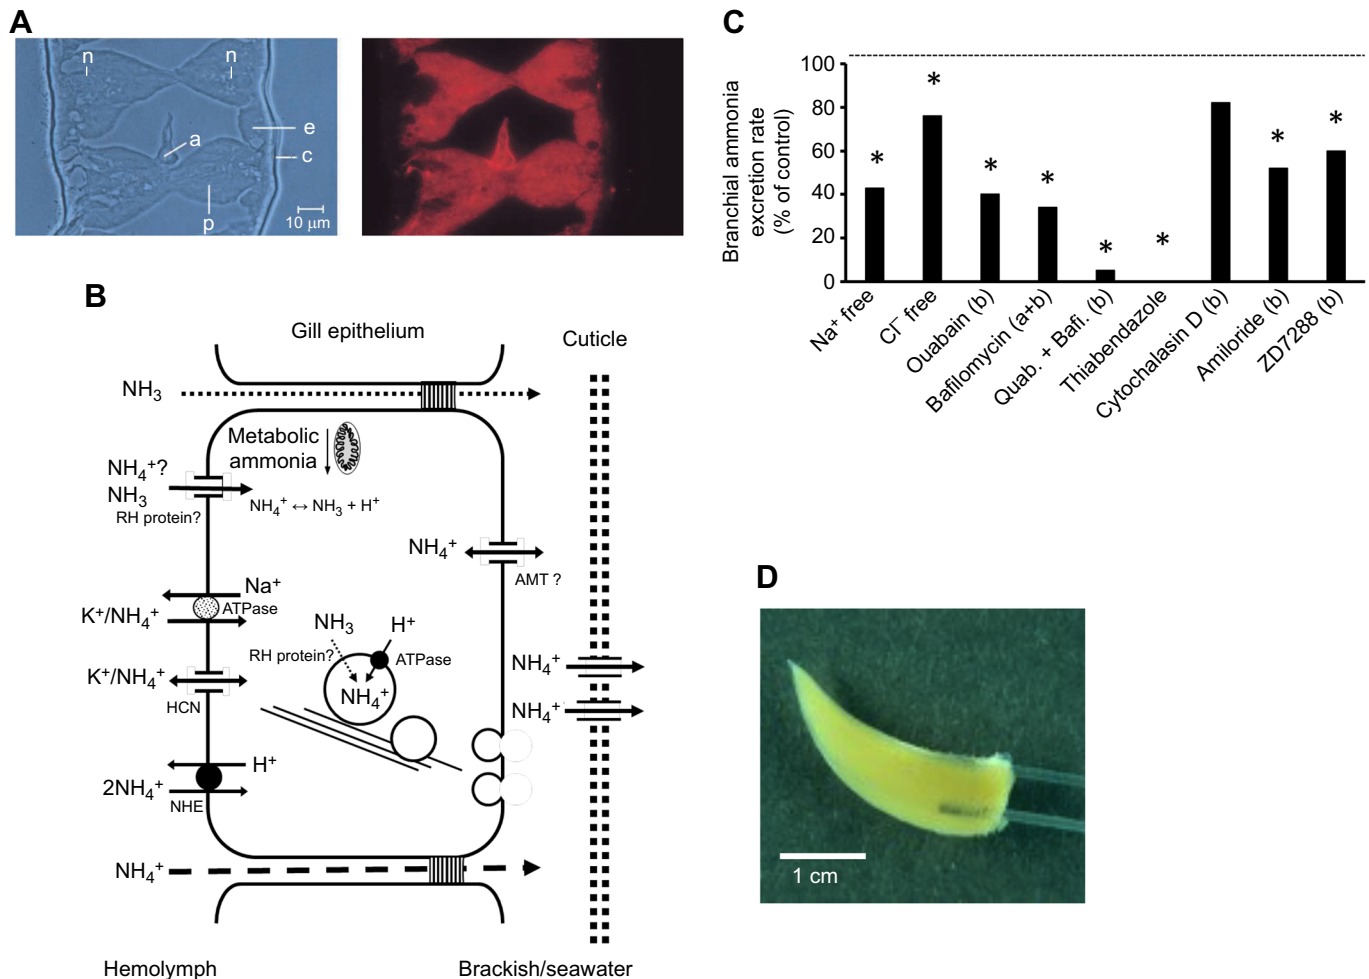 A
n
n
a
e
c
p
10 µm
B
Gill epithelium
Cuticle
NH₃
Metabolic
ammonia
NH₄⁺?
NH₃
RH protein?
NH₄⁺ ↔ NH₃ + H⁺
NH₄⁺
AMT ?
Na⁺
ATPase
K⁺/NH₄⁺
NH₃
H⁺
RH protein?
ATPase
NH₄⁺
K⁺/NH₄⁺
HCN
NH₄⁺
NH₄⁺
H⁺
2NH₄⁺
NHE
NH₄⁺
Hemolymph
Brackish/seawater
C
Branchial ammonia
excretion rate
(% of control)
100
80
60
40
20
0
*
*
*
*
*
*
*
*
Na⁺ free
Cl⁻ free
Ouabain (b)
Bafilomycin (a+b)
Quab. + Bafi. (b)
Thiabendazole
Cytochalasin D (b)
Amiloride (b)
ZD7288 (b)
D
1 cm